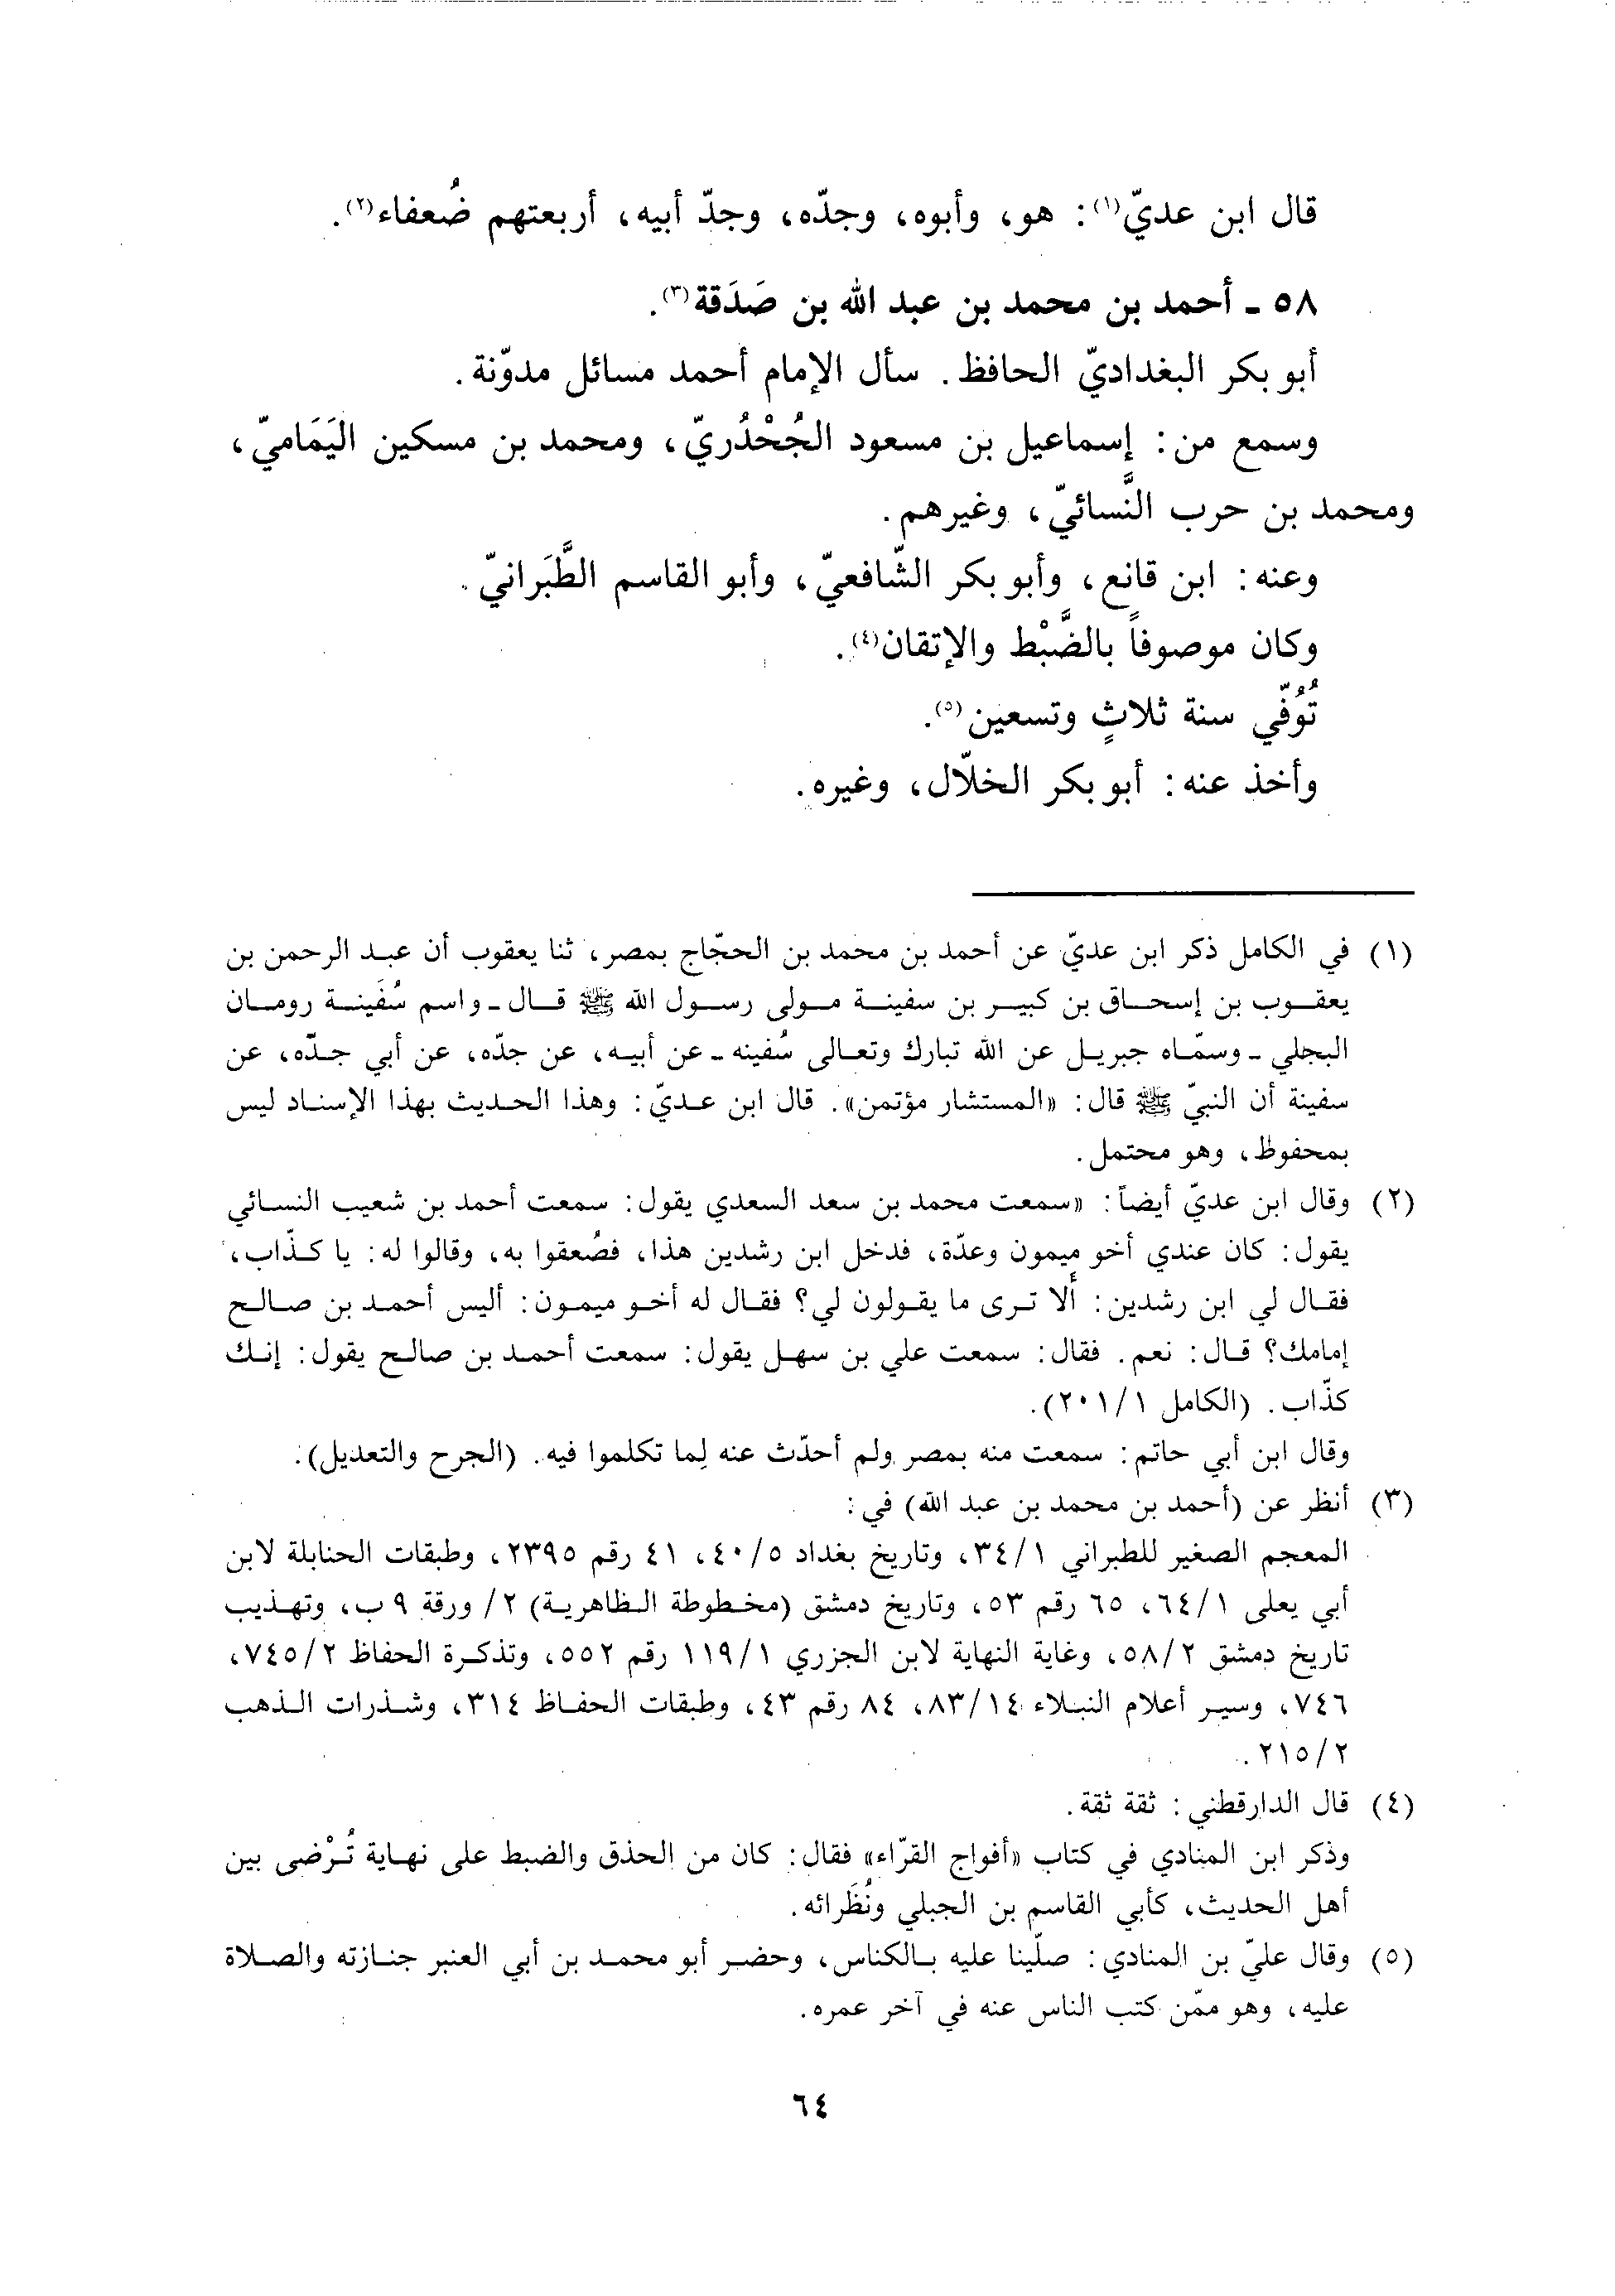 قال ابن عديّ(١): هو، وأبوه، وجدّه، وجدّ أبيه، أربعتهم ضُعفاء(٢).
٥٨ ـ أحمد بن محمد بن عبد الله بن صَدَقة(٣).
أبو بكر البغداديّ الحافظ. سأل الإمام أحمد مسائل مدوّنة.
وسمع من: إسماعيل بن مسعود الجُحْدُريّ، ومحمد بن مسكين اليَمَاميّ،
ومحمد بن حرب النَّسائيّ، وغيرهم.
وعنه: ابن قانع، وأبو بكر الشّافعيّ، وأبو القاسم الطَّبَرانيّ.
وكان موصوفاً بالضَّبْط والإتقان(٤).
تُوُفّي سنة ثلاثٍ وتسعين(٥).
وأخذ عنه: أبو بكر الخلّال، وغيره.
(١) في الكامل ذكر ابن عديّ عن أحمد بن محمد بن الحجّاج بمصر، ثنا يعقوب أن عبد الرحمن بن
يعقوب بن إسحاق بن كبير بن سفينة مولى رسول الله ﷺ قال ـ واسم سُفَينة رومان
البجلي ـ وسمّاه جبريل عن الله تبارك وتعالى سُفينه ـ عن أبيه، عن جدّه، عن أبي جدّه، عن
سفينة أن النبيّ ﷺ قال: «المستشار مؤتمن». قال ابن عديّ: وهذا الحديث بهذا الإسناد ليس
بمحفوظ، وهو محتمل.
(٢) وقال ابن عديّ أيضاً: «سمعت محمد بن سعد السعدي يقول: سمعت أحمد بن شعيب النسائي
يقول: كان عندي أخو ميمون وعدّة، فدخل ابن رشدين هذا، فصُعقوا به، وقالوا له: يا كذّاب،
فقال لي ابن رشدين: ألا ترى ما يقولون لي؟ فقال له أخو ميمون: أليس أحمد بن صالح
إمامك؟ قال: نعم. فقال: سمعت علي بن سهل يقول: سمعت أحمد بن صالح يقول: إنك
كذّاب. (الكامل ٢٠١/١).
وقال ابن أبي حاتم: سمعت منه بمصر ولم أحدّث عنه لِما تكلموا فيه. (الجرح والتعديل).
(٣) أنظر عن (أحمد بن محمد بن عبد الله) في:
المعجم الصغير للطبراني ٣٤/١، وتاريخ بغداد ٤٠/٥، ٤١ رقم ٢٣٩٥، وطبقات الحنابلة لابن
أبي يعلى ٦٤/١، ٦٥ رقم ٥٣، وتاريخ دمشق (مخطوطة الظاهرية) ٢/ ورقة ٩ ب، وتهذيب
تاريخ دمشق ٥٨/٢، وغاية النهاية لابن الجزري ١١٩/١ رقم ٥٥٢، وتذكرة الحفاظ ٧٤٥/٢،
٧٤٦، وسير أعلام النبلاء ٨٣/١٤، ٨٤ رقم ٤٣، وطبقات الحفاظ ٣١٤، وشذرات الذهب
٢١٥/٢.
(٤) قال الدارقطني: ثقة ثقة.
وذكر ابن المنادي في كتاب «أفواج القرّاء» فقال: كان من الحذق والضبط على نهاية تُرْضى بين
أهل الحديث، كأبي القاسم بن الجبلي ونُظَرائه.
(٥) وقال عليّ بن المنادي: صلّينا عليه بالكناس، وحضر أبو محمد بن أبي العنبر جنازته والصلاة
عليه، وهو ممّن كتب الناس عنه في آخر عمره.
٦٤